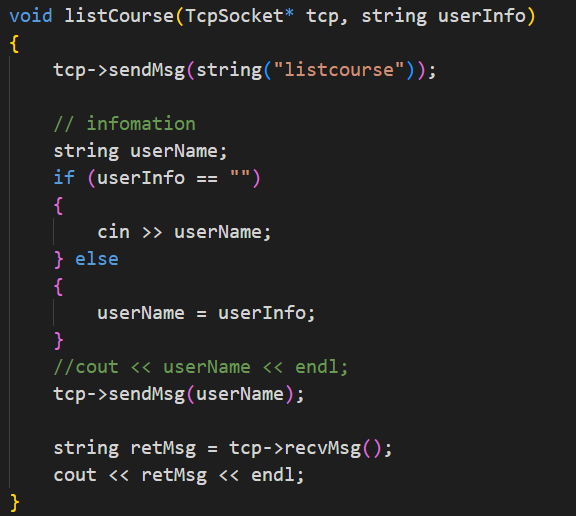 void listCourse(TcpSocket* tcp, string userInfo)
{
    tcp->sendMsg(string("listcourse"));

    // infomation
    string userName;
    if (userInfo == "")
    {
        cin >> userName;
    } else
    {
        userName = userInfo;
    }
    //cout << userName << endl;
    tcp->sendMsg(userName);

    string retMsg = tcp->recvMsg();
    cout << retMsg << endl;
}